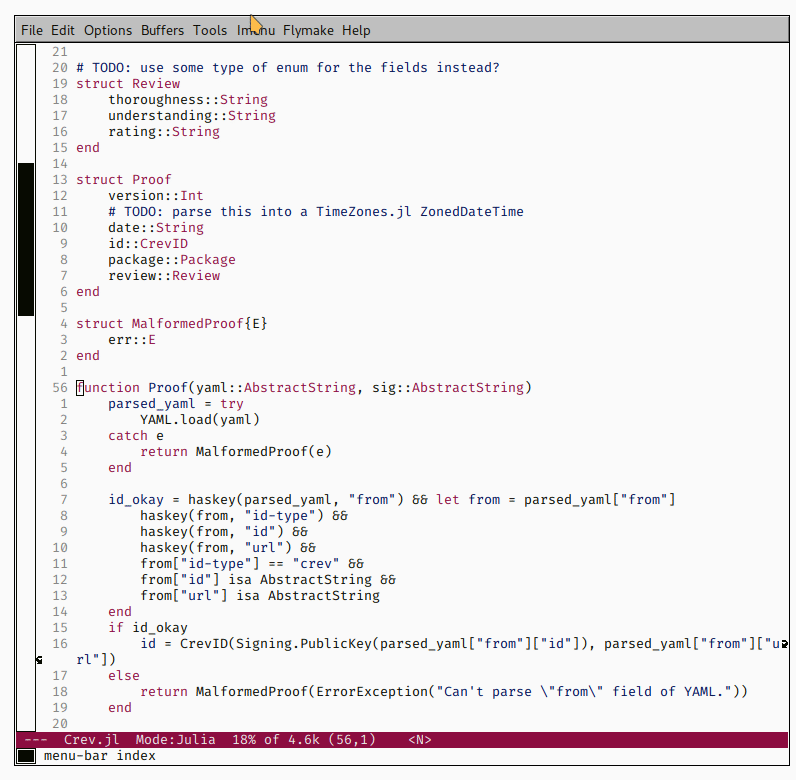 File Edit Options Buffers Tools Imenu Flymake Help
21
20 # TODO: use some type of enum for the fields instead?
19 struct Review
18     thoroughness::String
17     understanding::String
16     rating::String
15 end
14
13 struct Proof
12     version::Int
11     # TODO: parse this into a TimeZones.jl ZonedDateTime
10     date::String
9     id::CrevID
8     package::Package
7     review::Review
6 end
5
4 struct MalformedProof{E}
3     err::E
2 end
1
56 function Proof(yaml::AbstractString, sig::AbstractString)
1     parsed_yaml = try
2         YAML.load(yaml)
3     catch e
4         return MalformedProof(e)
5     end
6
7     id_okay = haskey(parsed_yaml, "from") && let from = parsed_yaml["from"]
8         haskey(from, "id-type") &&
9         haskey(from, "id") &&
10         haskey(from, "url") &&
11         from["id-type"] == "crev" &&
12         from["id"] isa AbstractString &&
13         from["url"] isa AbstractString
14     end
15     if id_okay
16         id = CrevID(Signing.PublicKey(parsed_yaml["from"]["id"]), parsed_yaml["from"]["u
rl"])
17     else
18         return MalformedProof(ErrorException("Can't parse \"from\" field of YAML."))
19     end
20
---  Crev.jl  Mode:Julia  18% of 4.6k (56,1)    <N>
menu-bar index